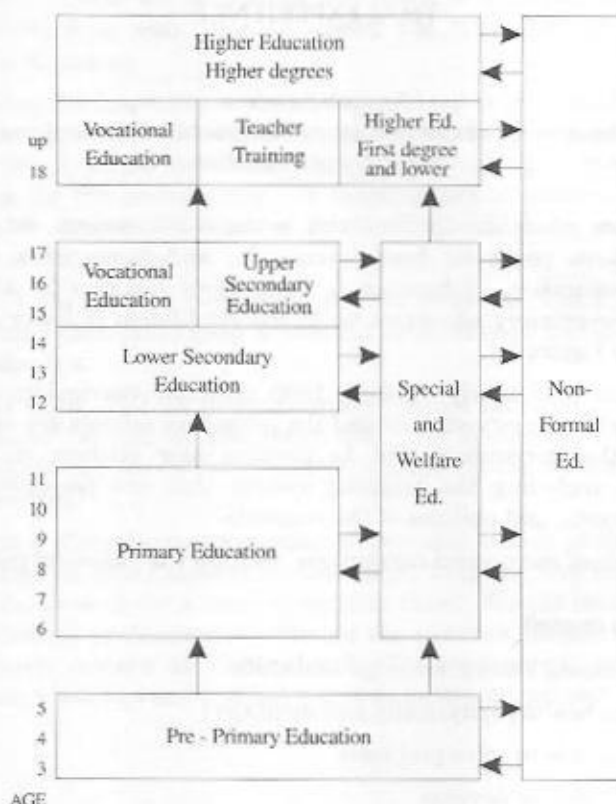 Higher Education
Higher degrees
up
18
Vocational
Education
Teacher
Training
Higher Ed.
First degree
and lower
17
16
15
Vocational
Education
Upper
Secondary
Education
14
13
12
Lower Secondary
Education
Special
and
Welfare
Ed.
Non-
Formal
Ed.
11
10
9
8
7
6
Primary Education
5
4
3
Pre - Primary Education
AGE